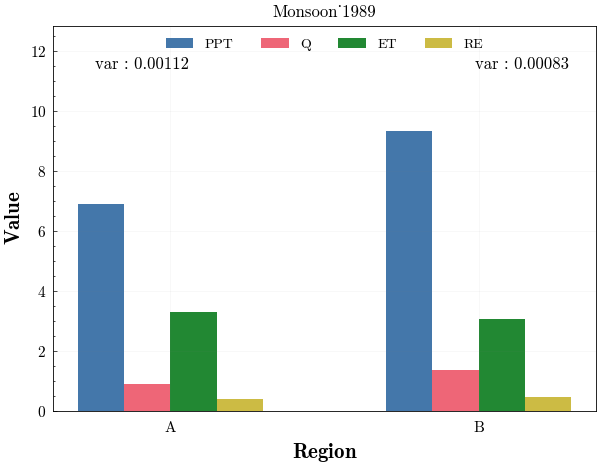 Monsoon˙1989
PPT Q ET RE
var : 0.00112
var : 0.00083
12
10
8
6
4
2
0
Value
A
B
Region